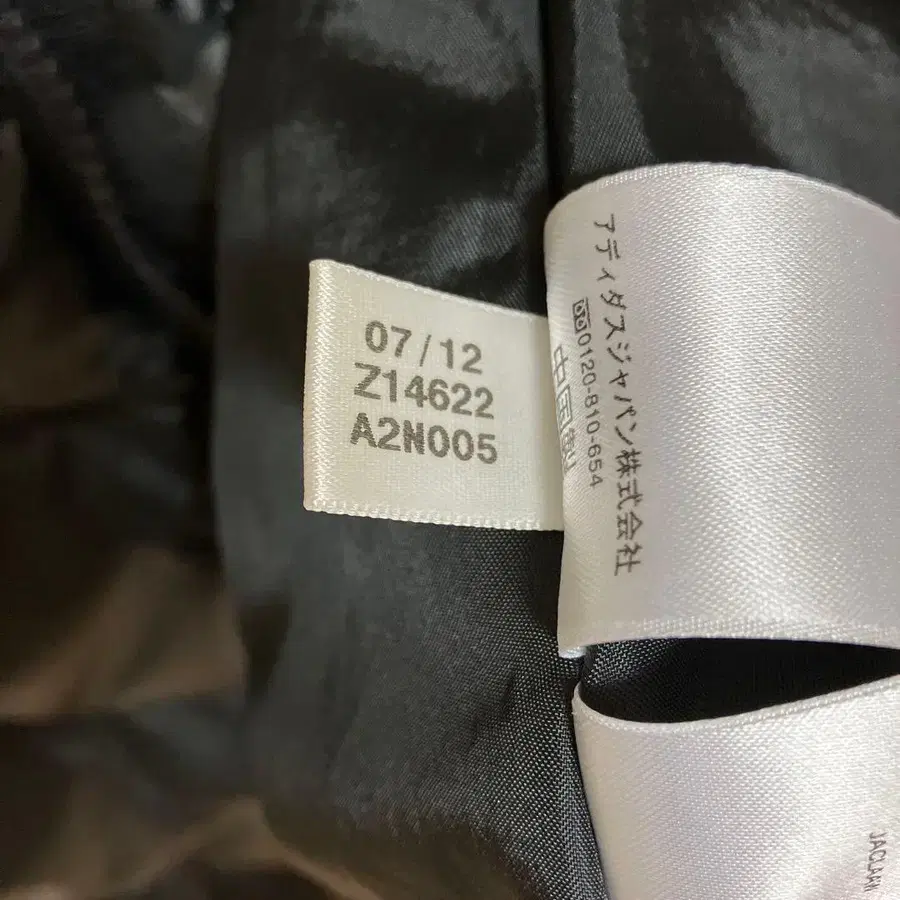 07/12
Z14622
A2N005
アディダスジャパン株式会社
0120-810-654
中国製